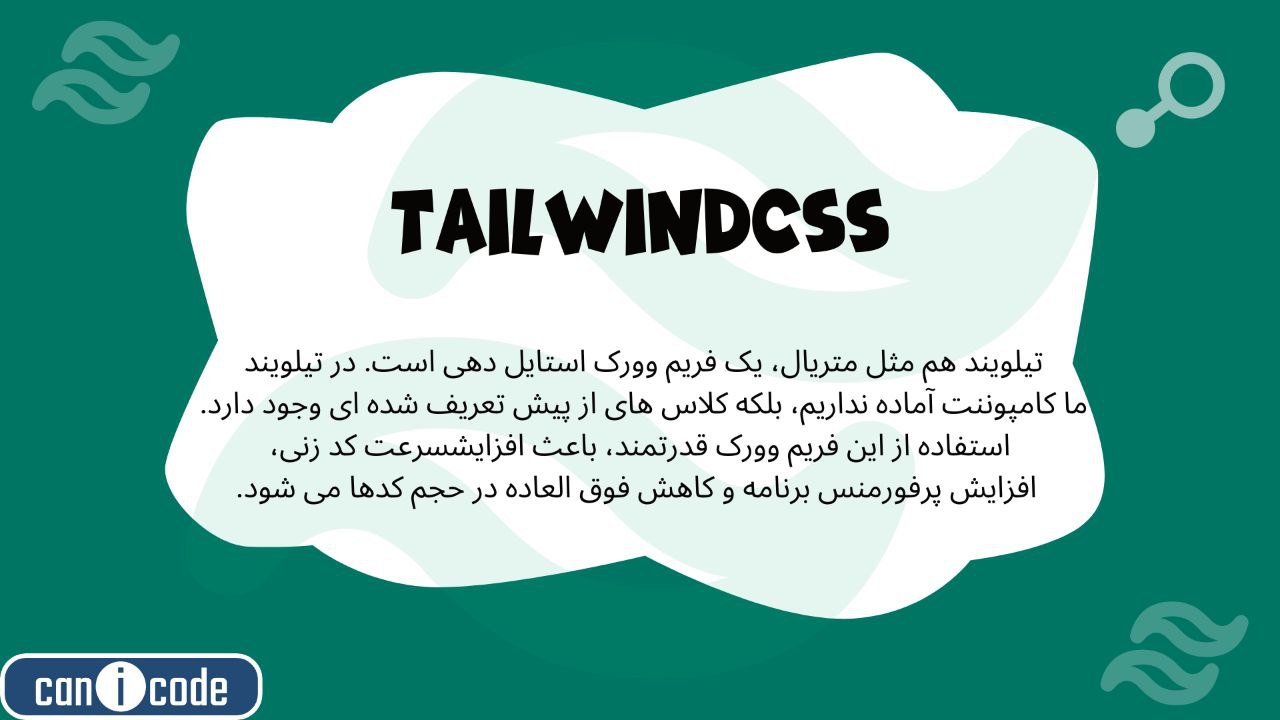 TAILWINDCSS
تیلویند هم مثل متریال، یک فریم وورک استایل دهی است. در تیلویند
ما کامپوننت آماده نداریم، بلکه کلاس های از پیش تعریف شده ای وجود دارد.
استفاده از این فریم وورک قدرتمند، باعث افزایشسرعت کد زنی،
افزایش پرفورمنس برنامه و کاهش فوق العاده در حجم کدها می شود.
can i code